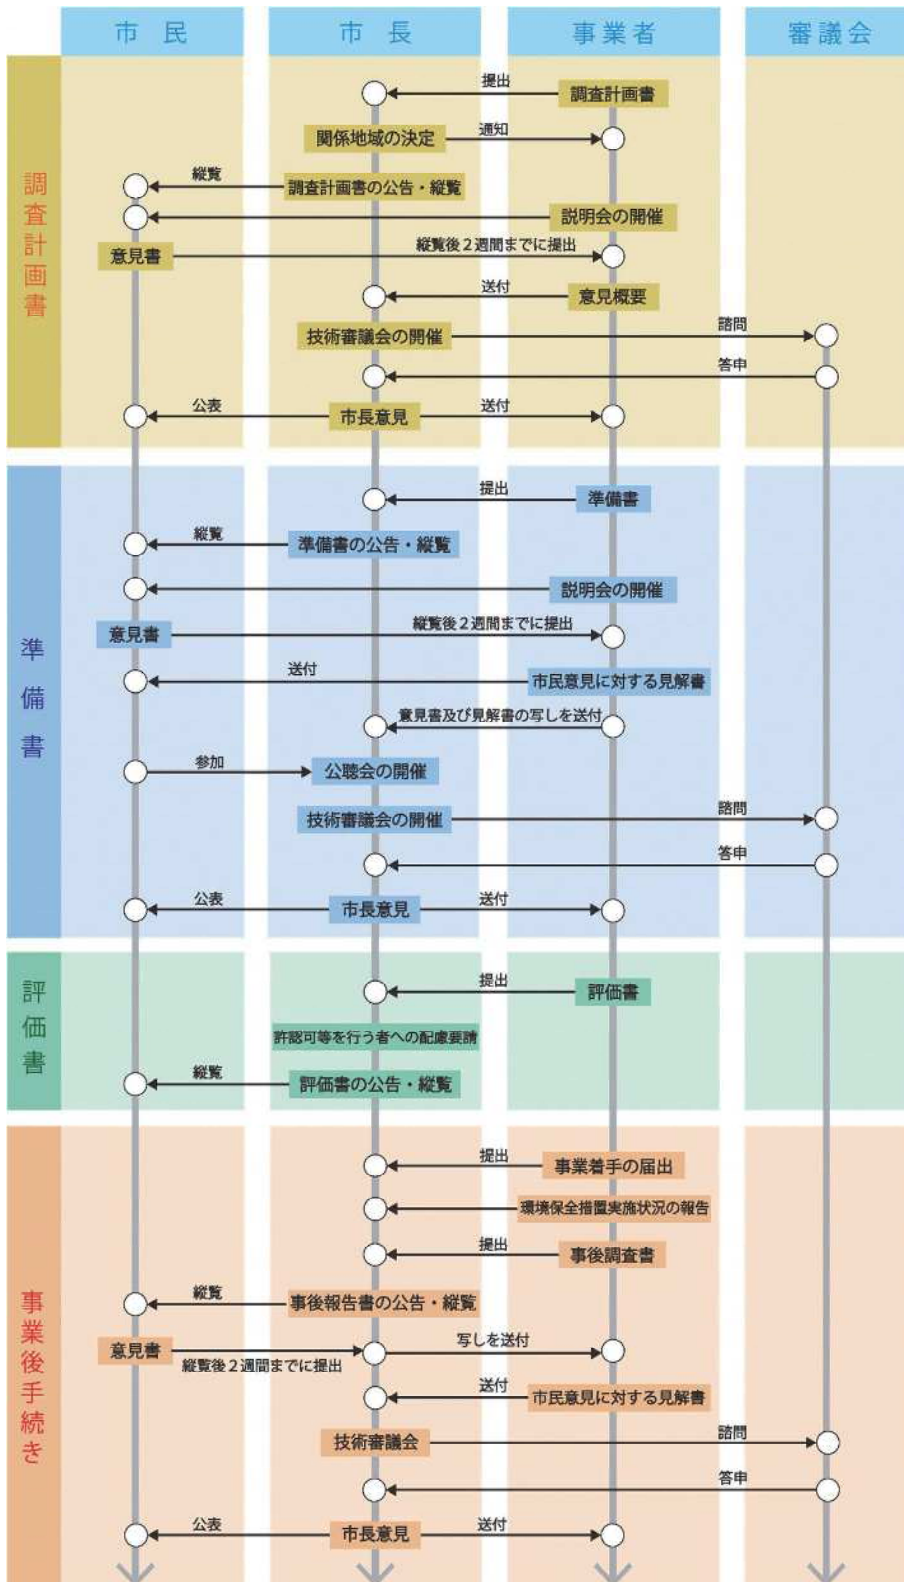 市民
市長
事業者
審議会
調査計画書
提出
調査計画書
関係地域の決定
通知
縦覧
調査計画書の公告・縦覧
説明会の開催
意見書
縦覧後2週間までに提出
送付
意見概要
技術審議会の開催
諮問
答申
公表
市長意見
送付
準備書
提出
準備書
縦覧
準備書の公告・縦覧
説明会の開催
意見書
縦覧後2週間までに提出
送付
市民意見に対する見解書
意見書及び見解書の写しを送付
参加
公聴会の開催
技術審議会の開催
諮問
答申
公表
市長意見
送付
評価書
提出
評価書
許認可等を行う者への配慮要請
縦覧
評価書の公告・縦覧
事業後手続き
提出
事業着手の届出
環境保全措置実施状況の報告
提出
事後調査書
縦覧
事後報告書の公告・縦覧
意見書
縦覧後2週間までに提出
写しを送付
送付
市民意見に対する見解書
技術審議会
諮問
答申
公表
市長意見
送付